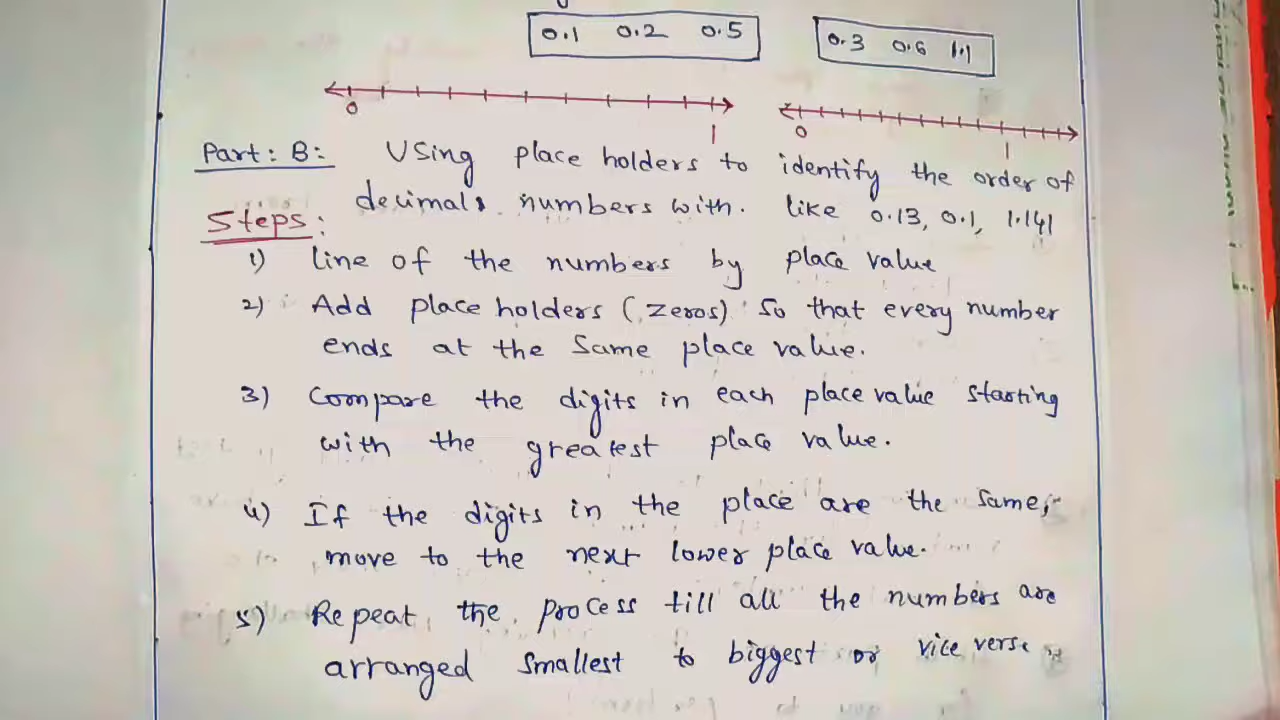 0.1 0.2 0.5
0.3 0.6 1.1
0 1
0 1
Part: B: Using place holders to identify the order of
decimals numbers with. like 0.13, 0.1, 1.141
Steps:
1) line of the numbers by place value
2) Add place holders (zeros) so that every number
ends at the same place value.
3) Compare the digits in each place value starting
with the greatest place value.
4) If the digits in the place are the same,
move to the next lower place value.
5) Repeat the process till all the numbers are
arranged smallest to biggest or vice verse